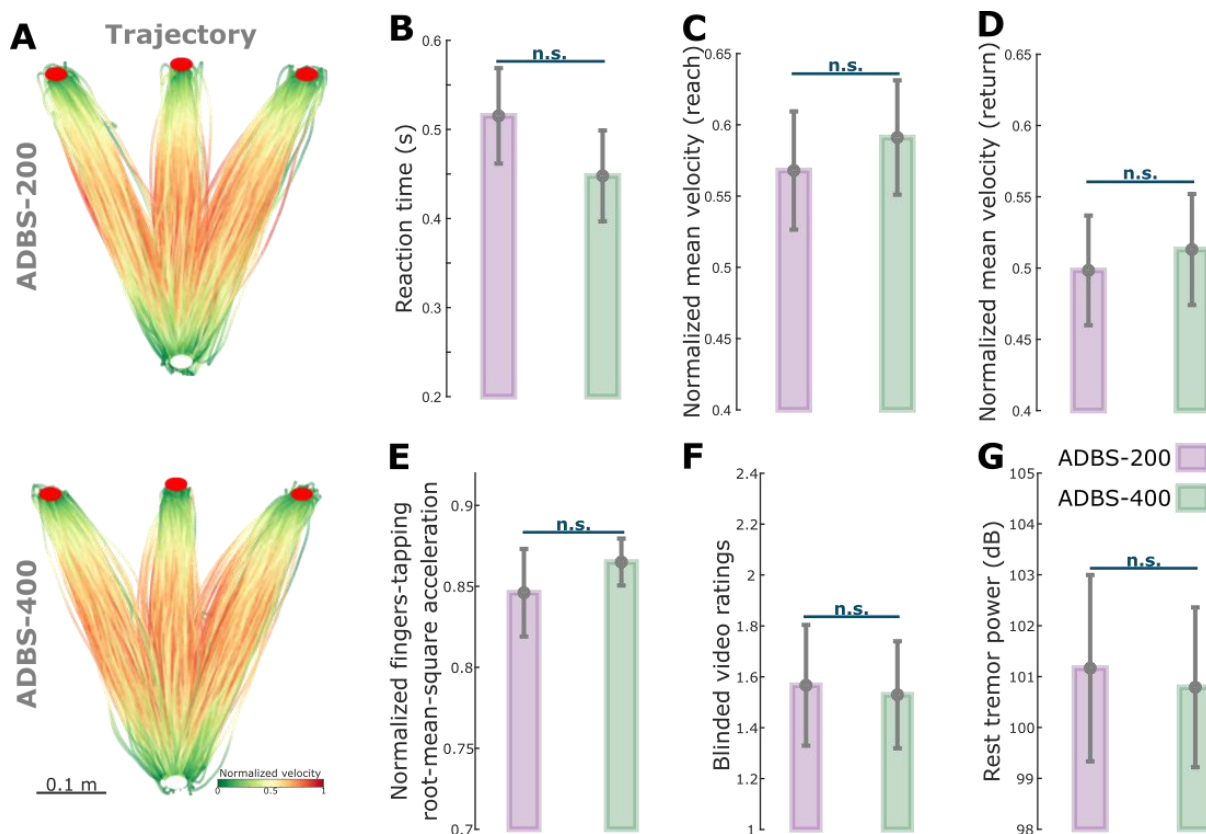 A
Trajectory
ADBS-200
ADBS-400
0.1 m
Normalized velocity
0 0.5 1
B
Reaction time (s)
0.6
0.5
0.4
0.3
0.2
n.s.
C
Normalized mean velocity (reach)
0.65
0.6
0.55
0.5
0.45
0.4
n.s.
D
Normalized mean velocity (return)
0.65
0.6
0.55
0.5
0.45
0.4
n.s.
E
Normalized fingers-tapping
root-mean-square acceleration
0.9
0.85
0.8
0.75
0.7
n.s.
F
Blinded video ratings
2.4
2.2
2
1.8
1.6
1.4
1.2
1
n.s.
G
ADBS-200
ADBS-400
Rest tremor power (dB)
105
104
103
102
101
100
99
98
n.s.